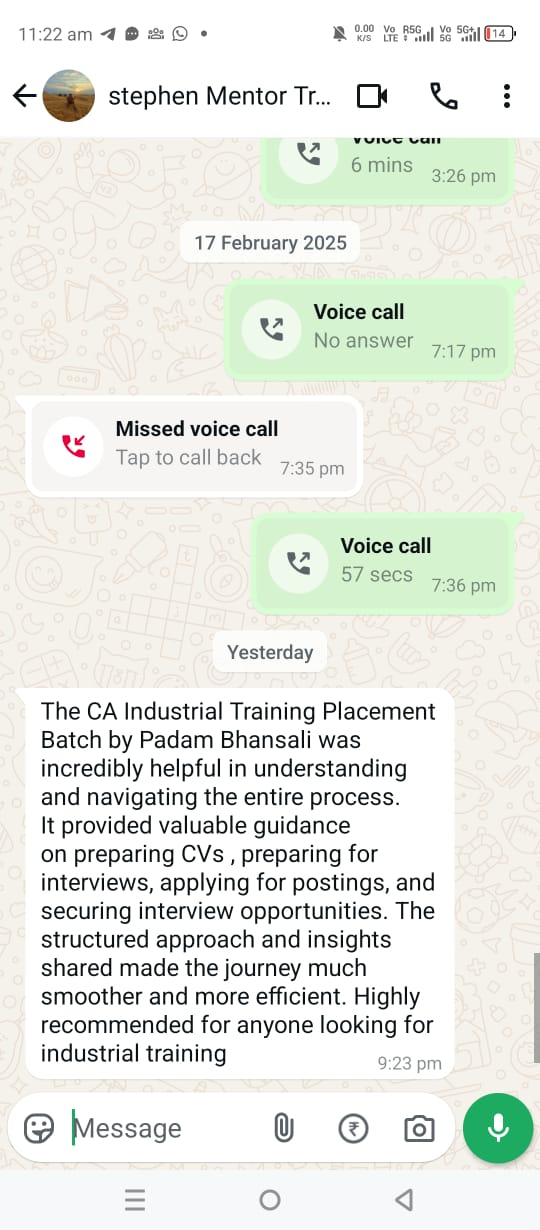 11:22 am
0.00 K/S Vo LTE R5G Vo 5G 5G+ 14
stephen Mentor Tr...
Voice call
6 mins 3:26 pm
17 February 2025
Voice call
No answer 7:17 pm
Missed voice call
Tap to call back 7:35 pm
Voice call
57 secs 7:36 pm
Yesterday
The CA Industrial Training Placement
Batch by Padam Bhansali was
incredibly helpful in understanding
and navigating the entire process.
It provided valuable guidance
on preparing CVs , preparing for
interviews, applying for postings, and
securing interview opportunities. The
structured approach and insights
shared made the journey much
smoother and more efficient. Highly
recommended for anyone looking for
industrial training
9:23 pm
Message